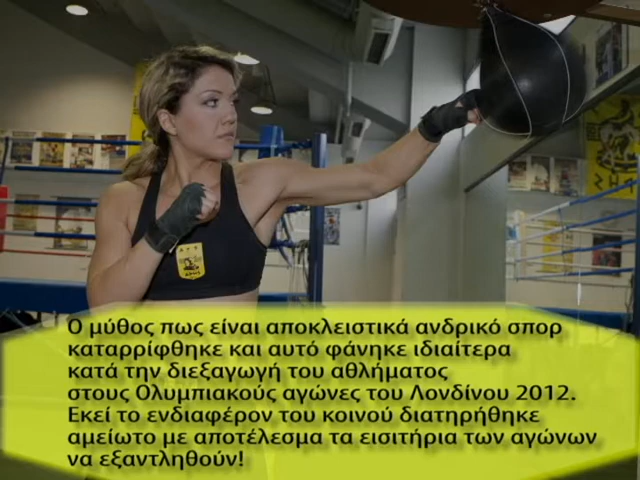 Ο μύθος πως είναι αποκλειστικά ανδρικό σπορ
καταρρίφθηκε και αυτό φάνηκε ιδιαίτερα
κατά την διεξαγωγή του αθλήματος
στους Ολυμπιακούς αγώνες του Λονδίνου 2012.
Εκεί το ενδιαφέρον του κοινού διατηρήθηκε
αμείωτο με αποτέλεσμα τα εισιτήρια των αγώνων
να εξαντληθούν!